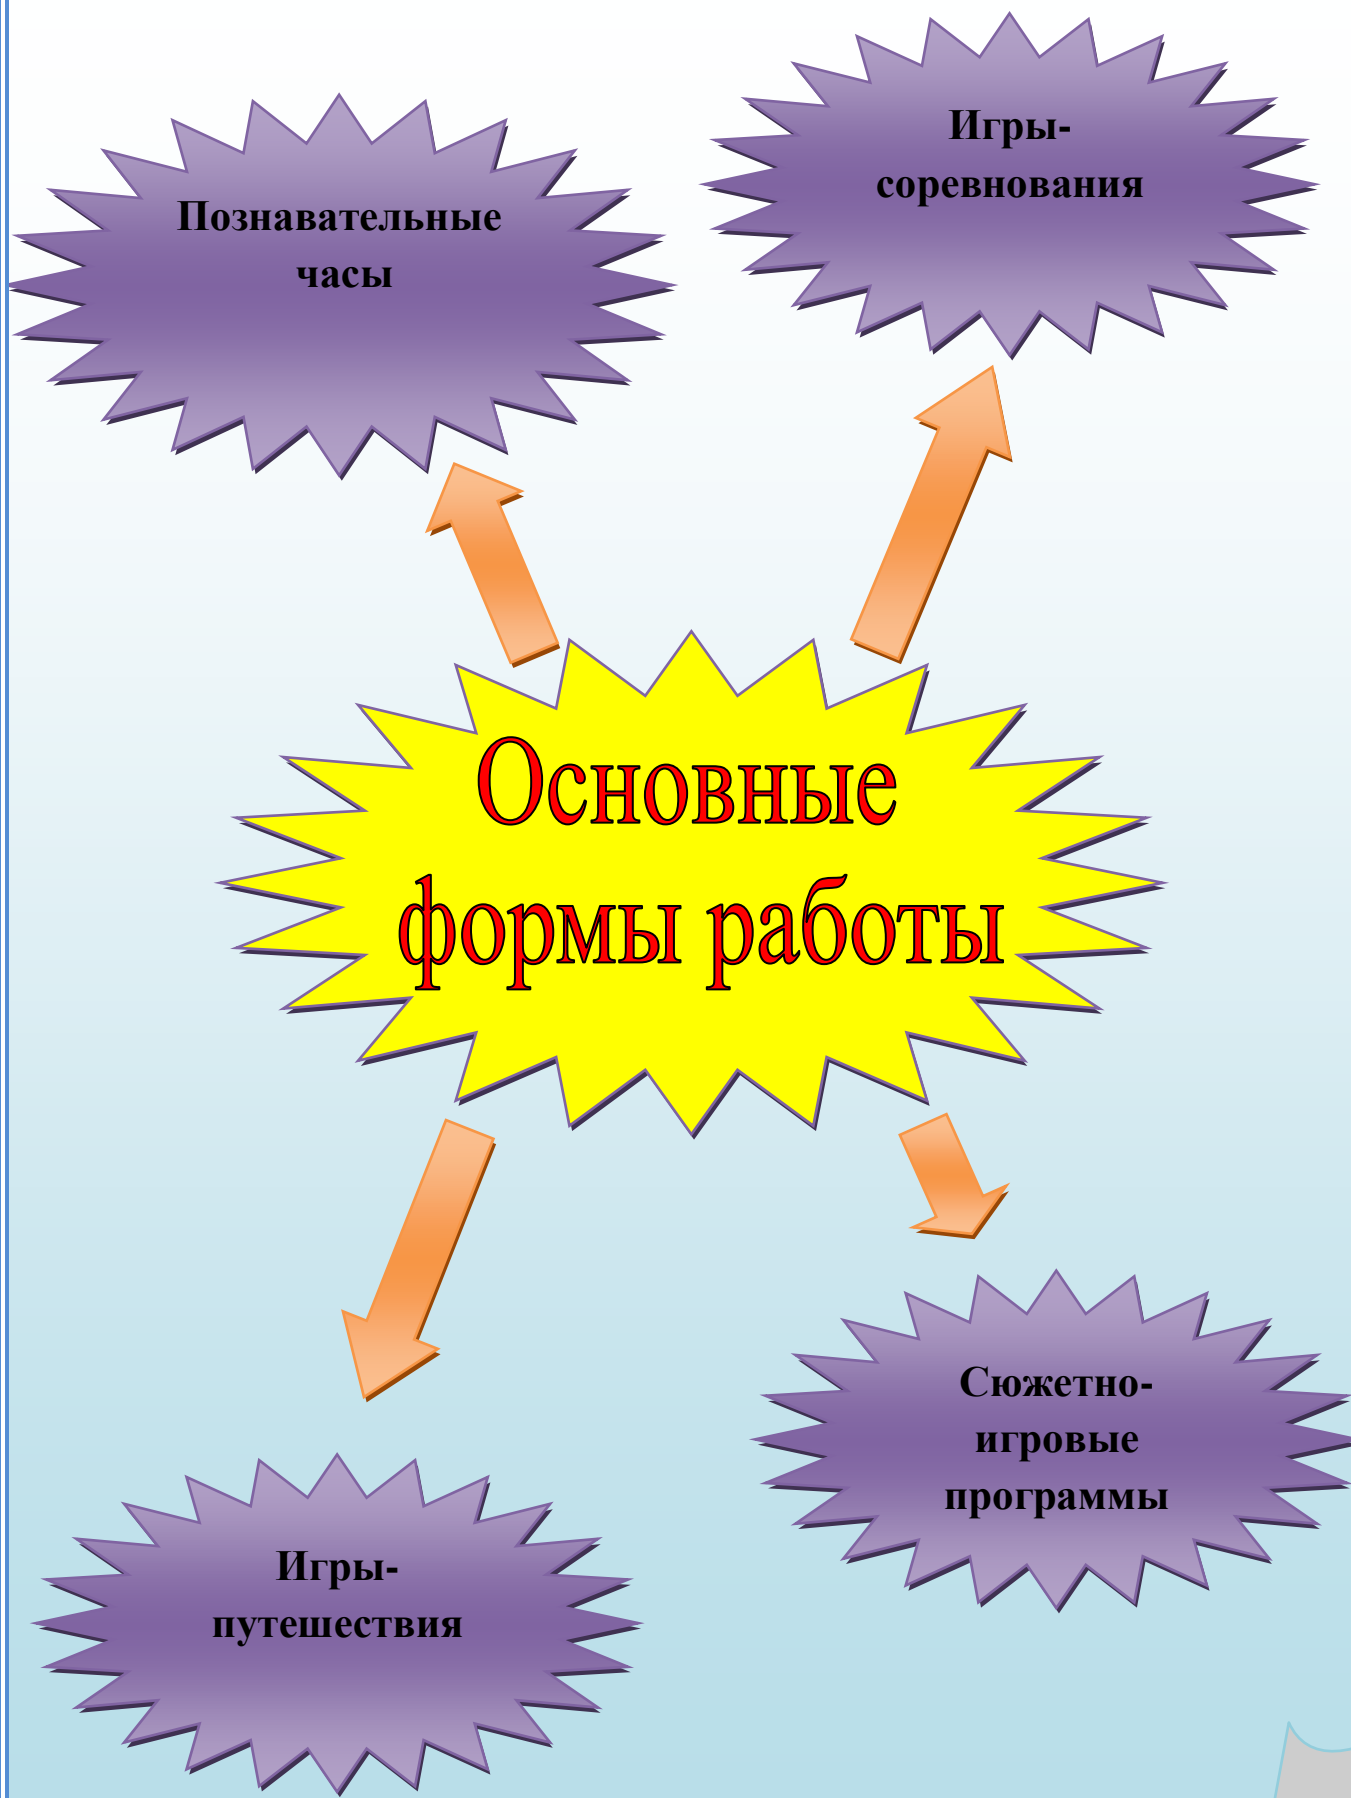 Игры-
соревнования
Познавательные
часы
Основные
формы работы
Сюжетно-
игровые
программы
Игры-
путешествия